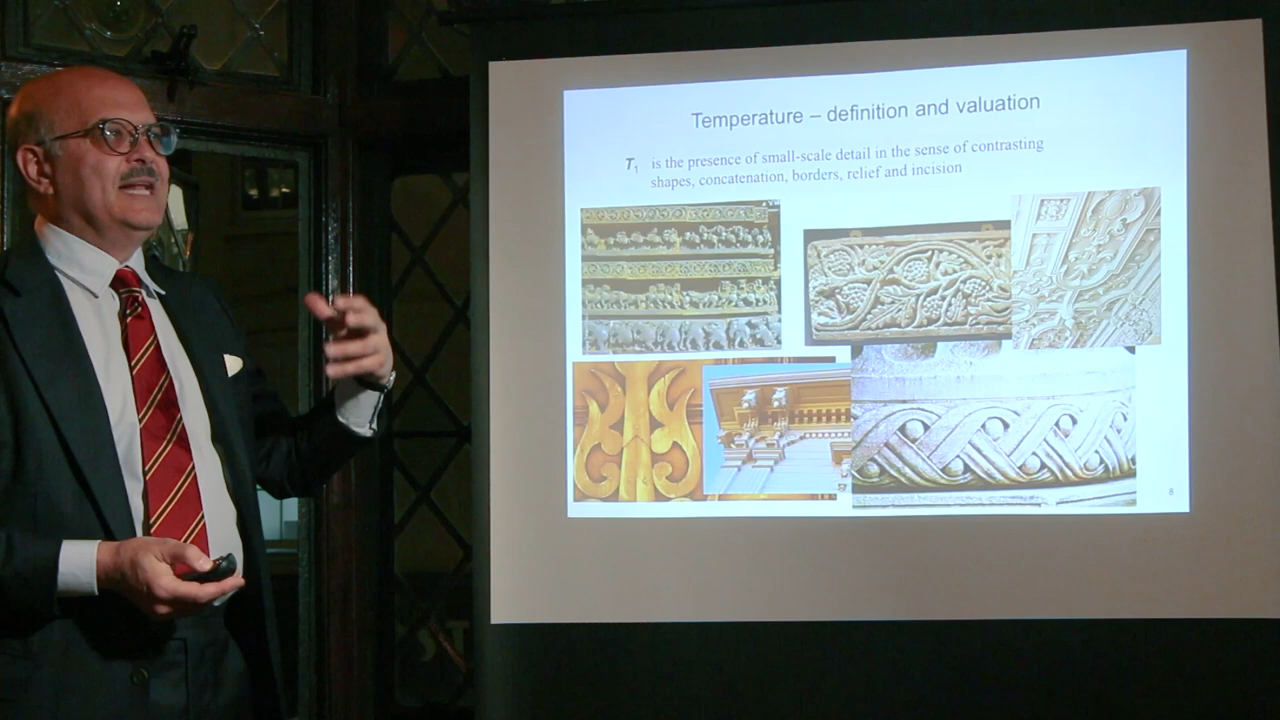 Temperature – definition and valuation
T1 is the presence of small-scale detail in the sense of contrasting
shapes, concatenation, borders, relief and incision
8